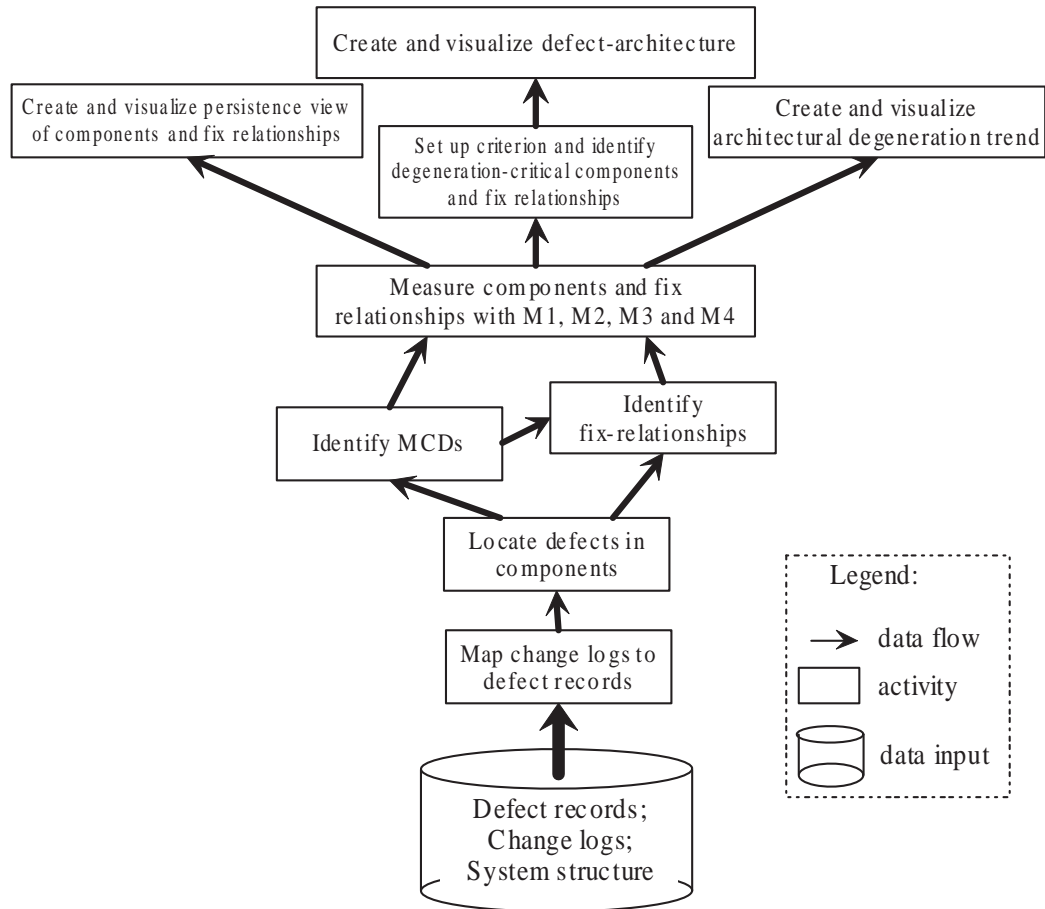 Create and visualize defect-architecture
Create and visualize persistence view
of components and fix relationships
Set up criterion and identify
degeneration-critical components
and fix relationships
Create and visualize
architectural degeneration trend
Measure components and fix
relationships with M1, M2, M3 and M4
Identify MCDs
Identify
fix-relationships
Locate defects in
components
Map change logs to
defect records
Defect records;
Change logs;
System structure
Legend:
data flow
activity
data input